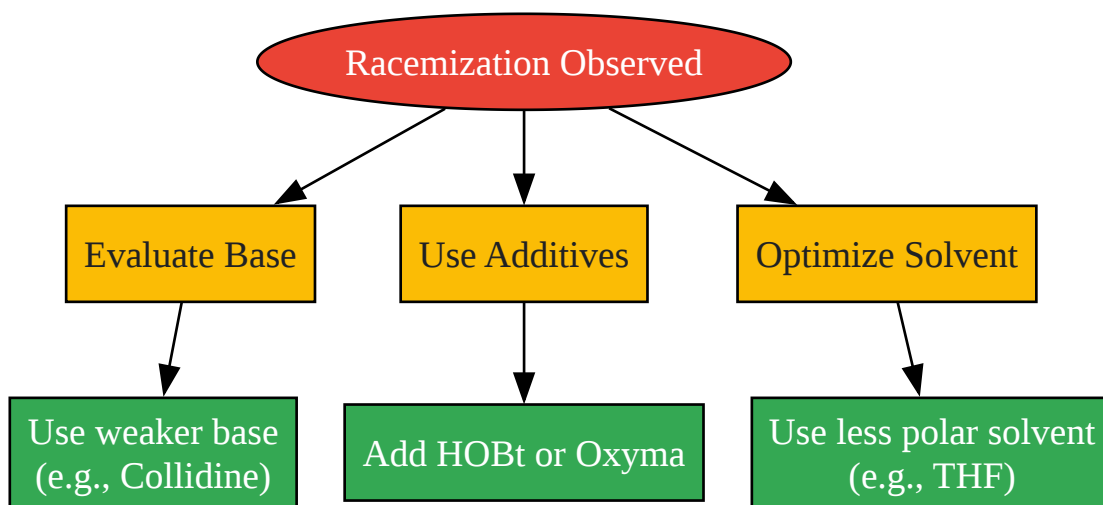 Racemization Observed
Evaluate Base
Use Additives
Optimize Solvent
Use weaker base
(e.g., Collidine)
Add HOBt or Oxyma
Use less polar solvent
(e.g., THF)